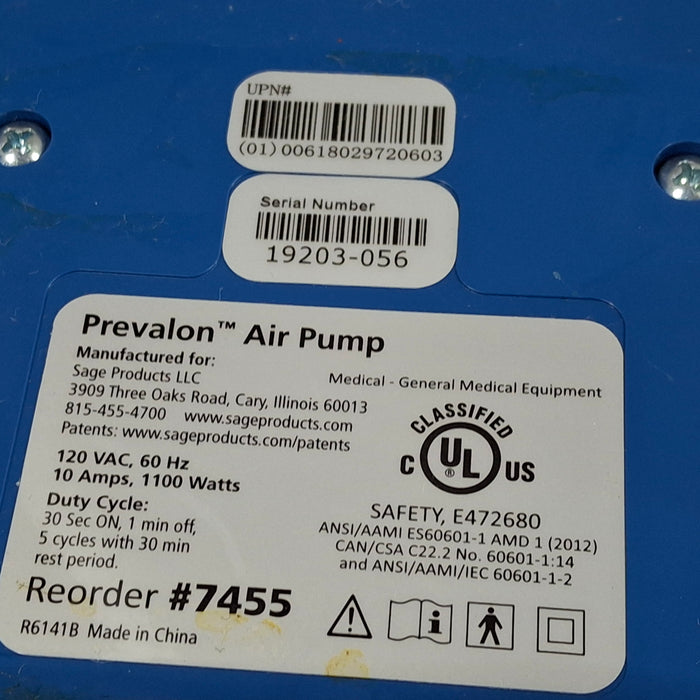 UPN#
(01)00618029720603
Serial Number
19203-056
Prevalon™ Air Pump
Manufactured for:
Sage Products LLC
3909 Three Oaks Road, Cary, Illinois 60013
815-455-4700 www.sageproducts.com
Patents: www.sageproducts.com/patents
120 VAC, 60 Hz
10 Amps, 1100 Watts
Duty Cycle:
30 Sec ON, 1 min off,
5 cycles with 30 min
rest period.
Reorder #7455
R6141B Made in China
Medical - General Medical Equipment
CLASSIFIED
C UL® US
SAFETY, E472680
ANSI/AAMI ES60601-1 AMD 1 (2012)
CAN/CSA C22.2 No. 60601-1:14
and ANSI/AAMI/IEC 60601-1-2